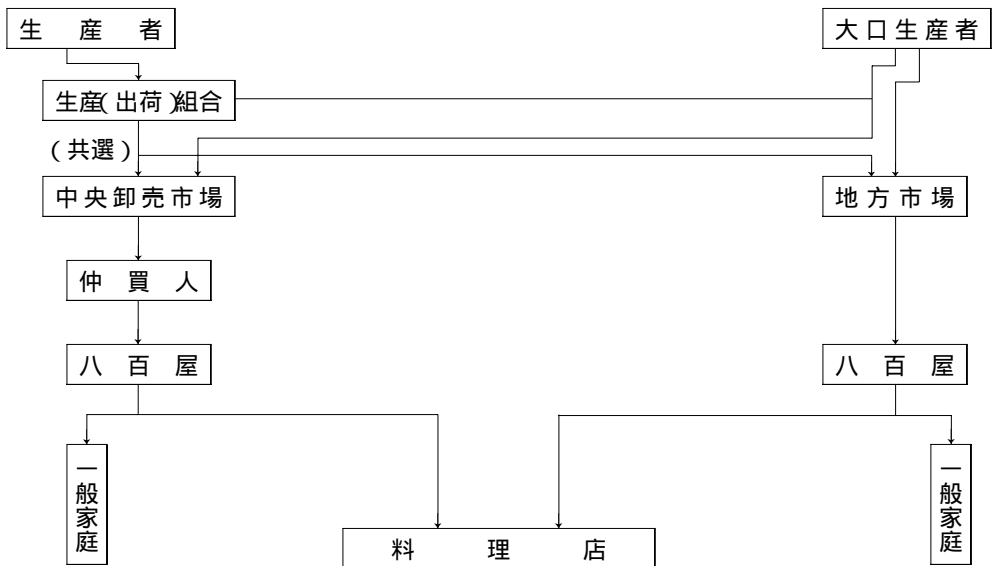 生産者
大口生産者
生産(出荷)組合
(共選)
中央卸売市場
地方市場
仲買人
八百屋
八百屋
一般家庭
一般家庭
料理店